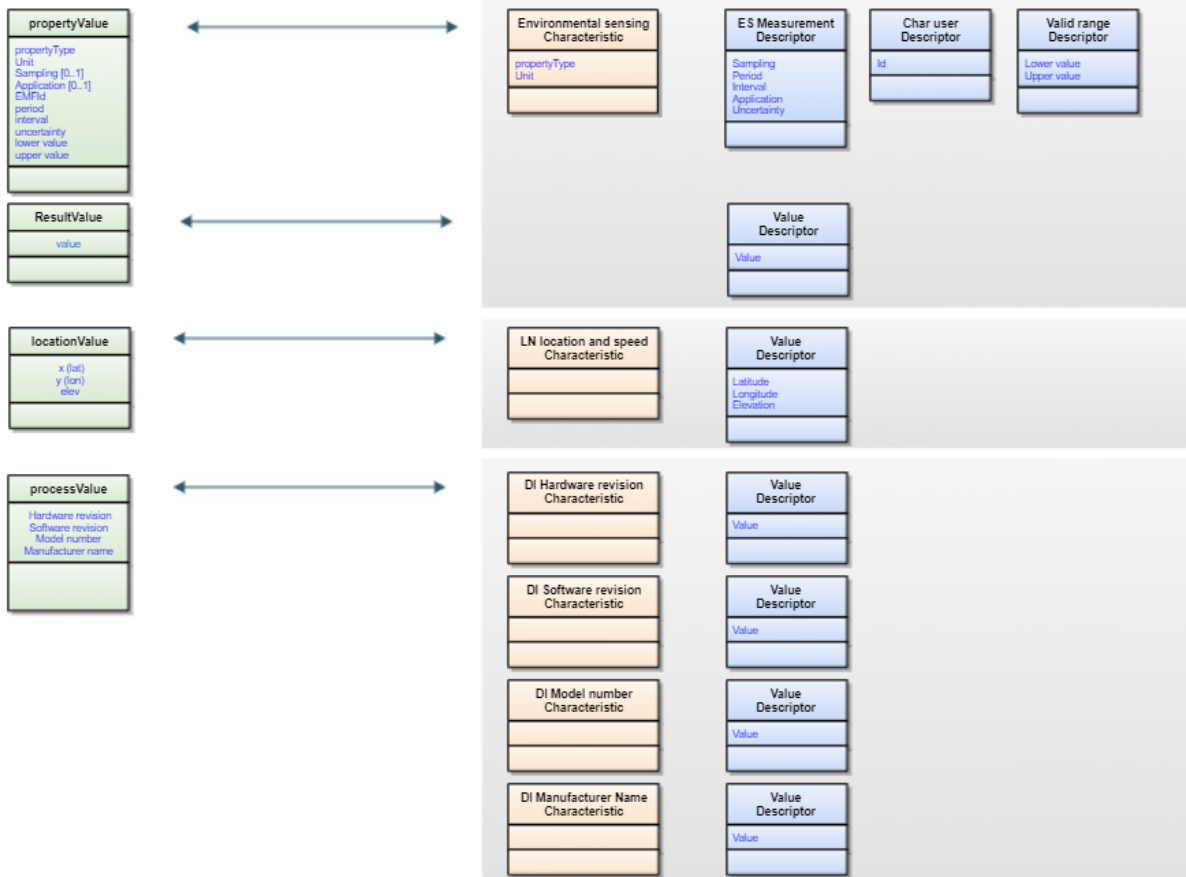 propertyValue
propertyType
Unit
Sampling [0..1]
Application [0..1]
EMFId
period
interval
uncertainty
lower value
upper value
Environmental sensing
Characteristic
propertyType
Unit
ES Measurement
Descriptor
Sampling
Period
Interval
Application
Uncertainty
Char user
Descriptor
Id
Valid range
Descriptor
Lower value
Upper value
ResultValue
value
Value
Descriptor
Value
locationValue
x (lat)
y (lon)
elev
LN location and speed
Characteristic
Value
Descriptor
Latitude
Longitude
Elevation
processValue
Hardware revision
Software revision
Model number
Manufacturer name
DI Hardware revision
Characteristic
Value
Descriptor
Value
DI Software revision
Characteristic
Value
Descriptor
Value
DI Model number
Characteristic
Value
Descriptor
Value
DI Manufacturer Name
Characteristic
Value
Descriptor
Value